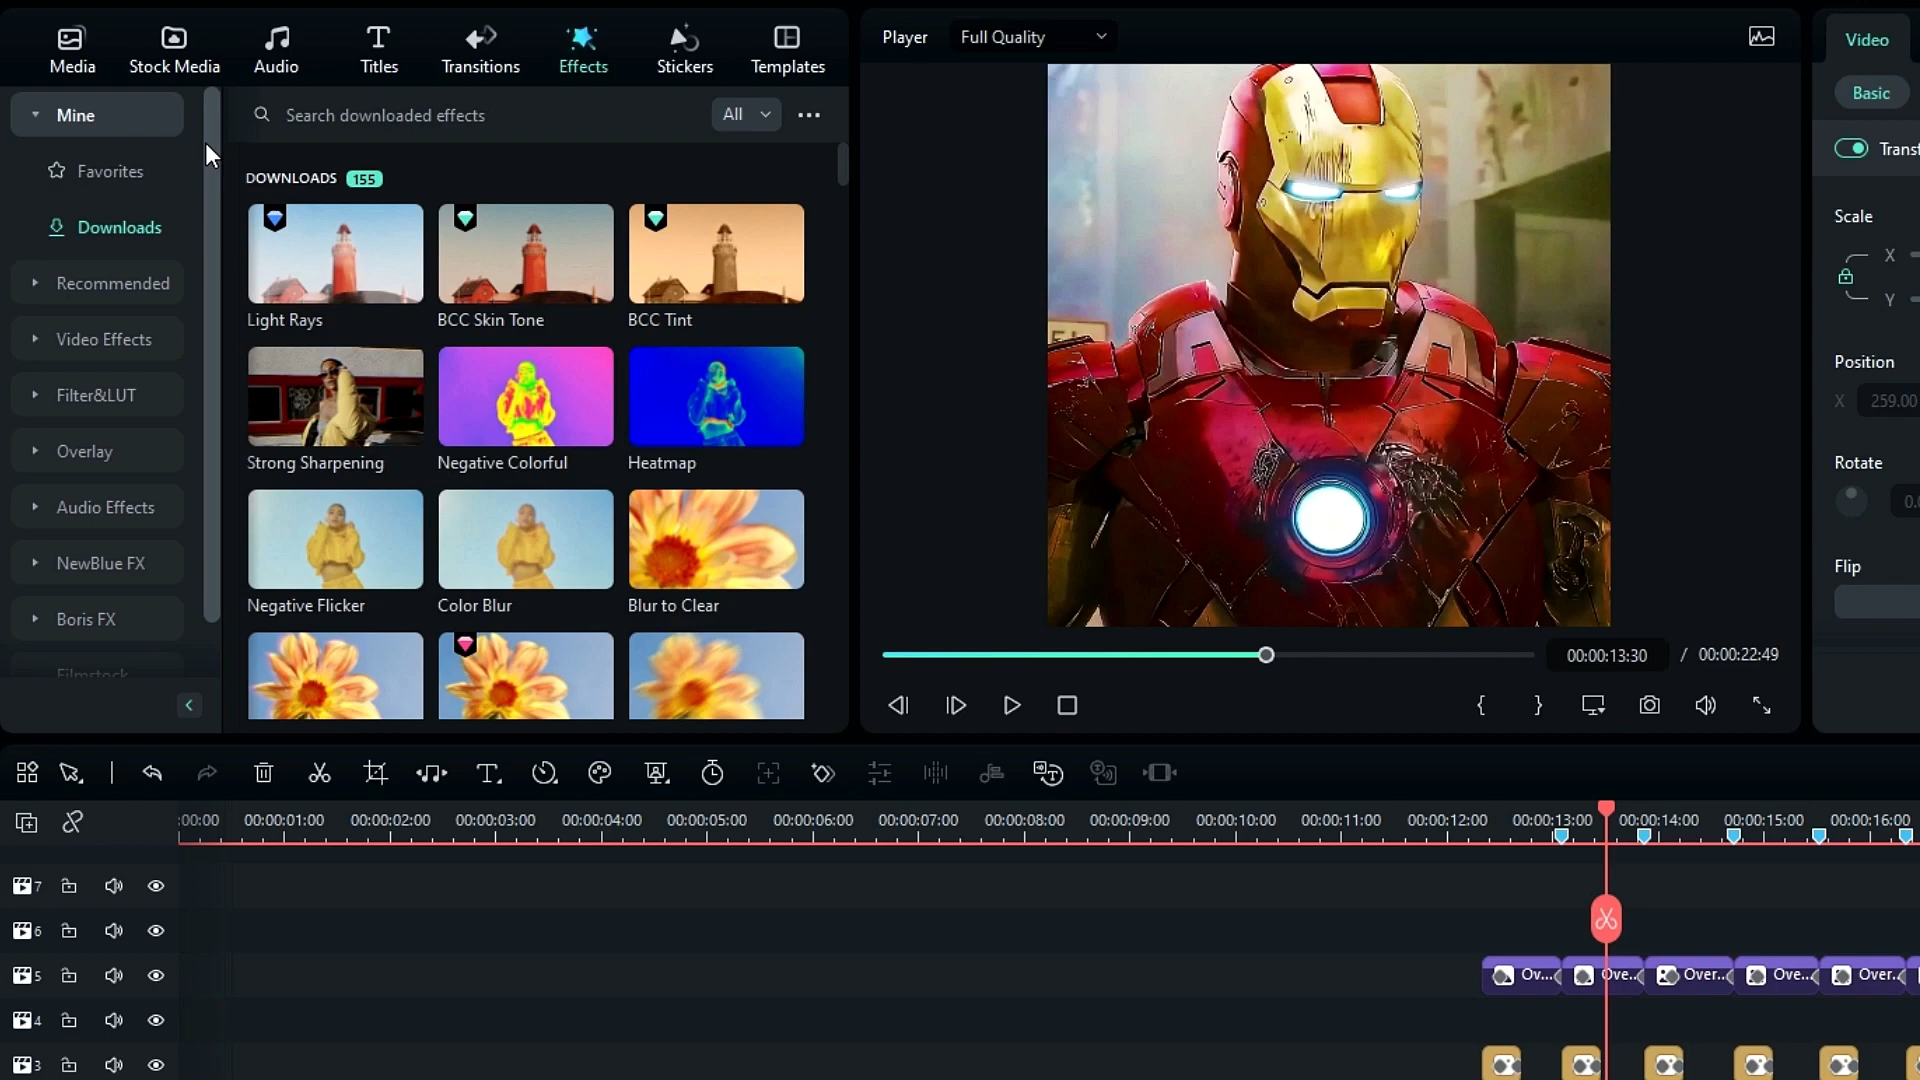 Media
Stock Media
Audio
Titles
Transitions
Effects
Stickers
Templates
Mine
Favorites
Downloads
Recommended
Video Effects
Filter&LUT
Overlay
Audio Effects
NewBlue FX
Boris FX
Filmstock
Search downloaded effects
All
DOWNLOADS 155
Light Rays
BCC Skin Tone
BCC Tint
Strong Sharpening
Negative Colorful
Heatmap
Negative Flicker
Color Blur
Blur to Clear
Player
Full Quality
00:00:13:30 / 00:00:22:49
Video
Basic
Transf
Scale
X
Y
Position
X 259.00
Rotate
0.0
Flip
:00:00 00:00:01:00 00:00:02:00 00:00:03:00 00:00:04:00 00:00:05:00 00:00:06:00 00:00:07:00 00:00:08:00 00:00:09:00 00:00:10:00 00:00:11:00 00:00:12:00 00:00:13:00 00:00:14:00 00:00:15:00 00:00:16:00
7
6
5 Ov... Ove.. Over.. Ove... Over..
4
3